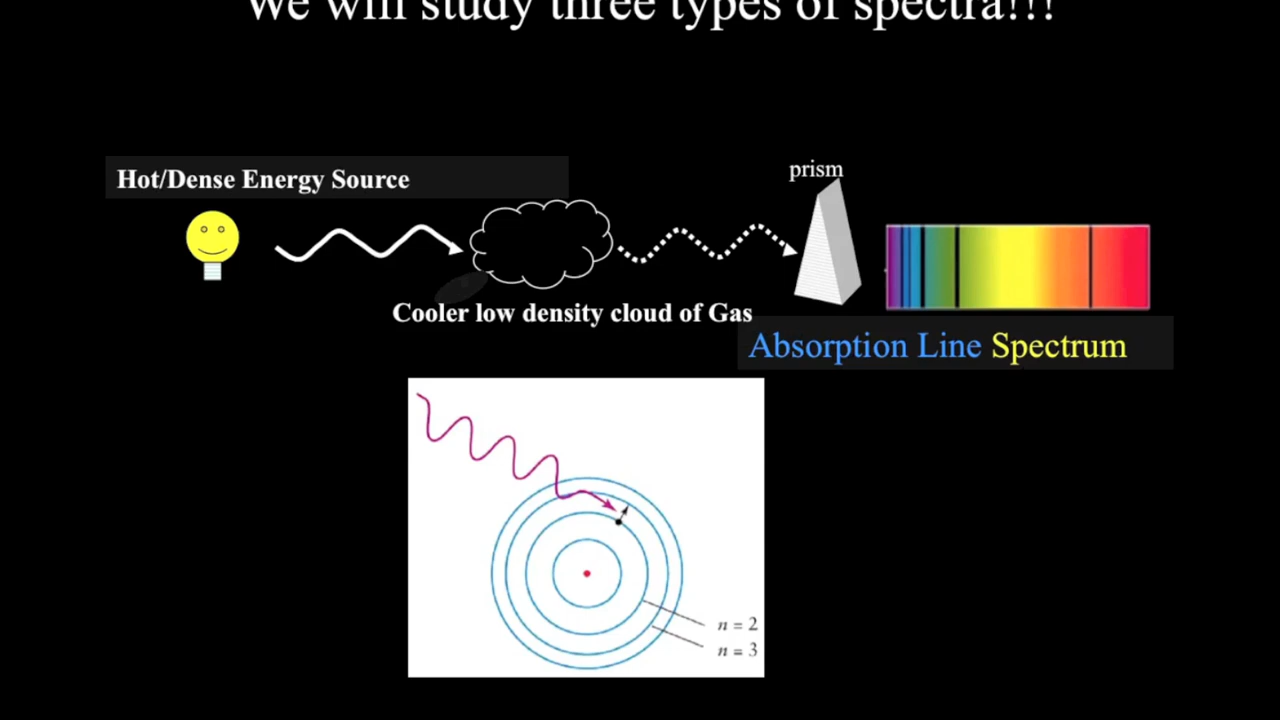 We will study three types of spectra!!!
Hot/Dense Energy Source
prism
Cooler low density cloud of Gas
Absorption Line Spectrum
n = 2
n = 3